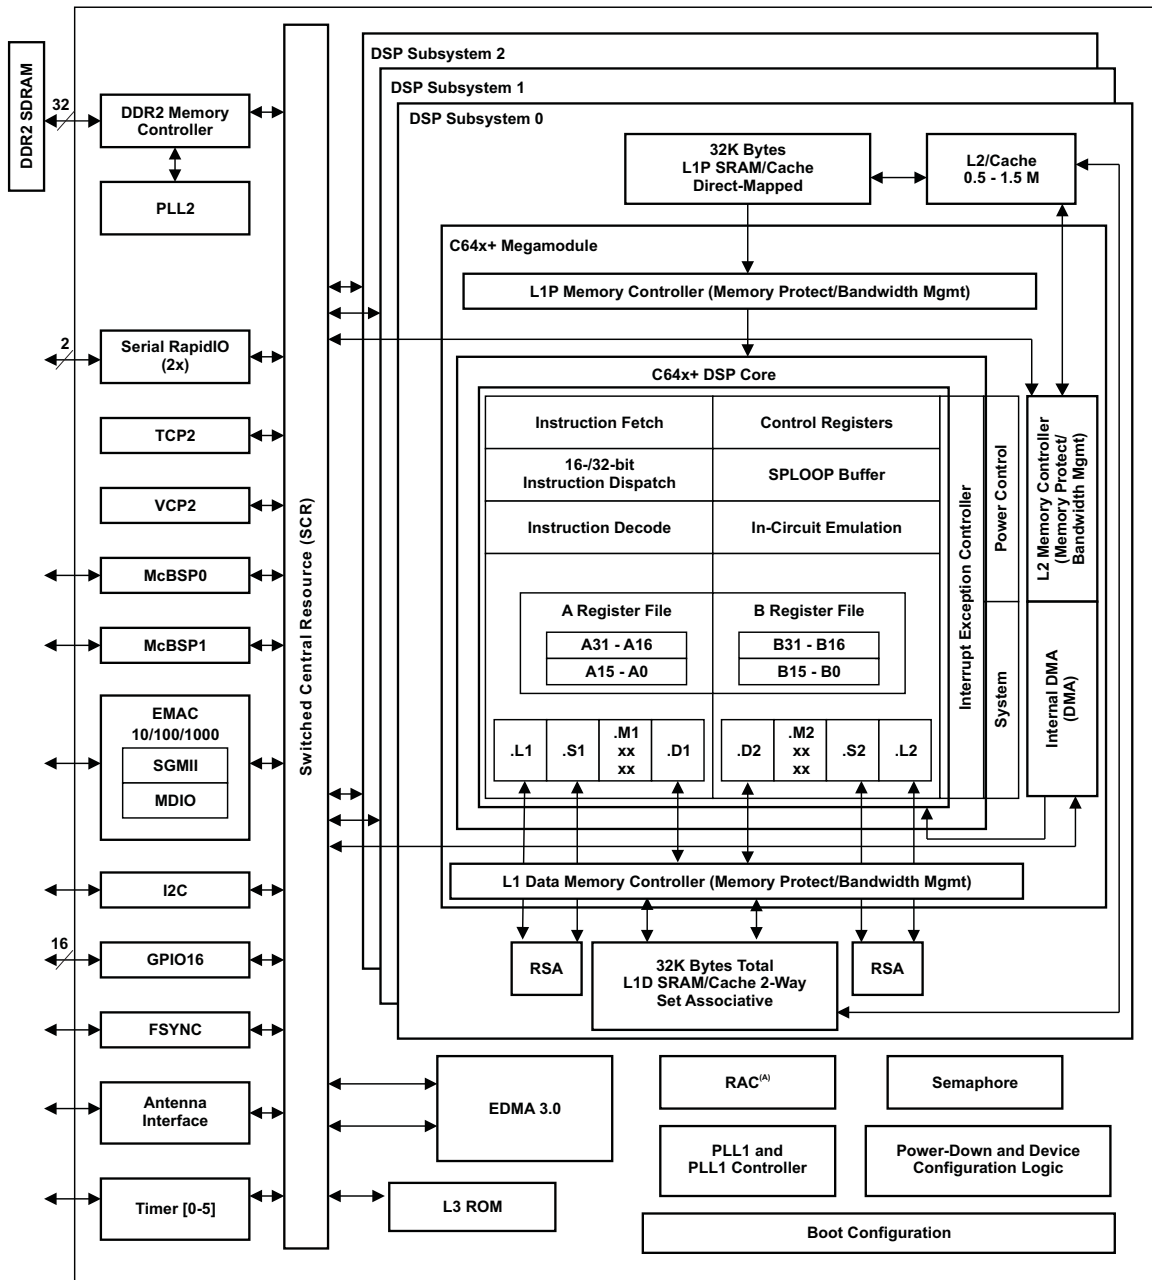 DDR2 SDRAM
32
DDR2 Memory
Controller
PLL2
2
Serial RapidIO
(2x)
TCP2
VCP2
McBSP0
McBSP1
EMAC
10/100/1000
SGMII
MDIO
I2C
16
GPIO16
FSYNC
Antenna
Interface
Timer [0-5]
Switched Central Resource (SCR)
DSP Subsystem 2
DSP Subsystem 1
DSP Subsystem 0
32K Bytes
L1P SRAM/Cache
Direct-Mapped
L2/Cache
0.5 - 1.5 M
C64x+ Megamodule
L1P Memory Controller (Memory Protect/Bandwidth Mgmt)
C64x+ DSP Core
Instruction Fetch
Control Registers
16-/32-bit
Instruction Dispatch
SPLOOP Buffer
Instruction Decode
In-Circuit Emulation
A Register File
A31 - A16
A15 - A0
B Register File
B31 - B16
B15 - B0
.L1
.S1
.M1
xx
xx
.D1
.D2
.M2
xx
xx
.S2
.L2
Interrupt Exception Controller
Power Control
System
L2 Memory Controller
(Memory Protect/
Bandwidth Mgmt)
Internal DMA
(DMA)
L1 Data Memory Controller (Memory Protect/Bandwidth Mgmt)
RSA
32K Bytes Total
L1D SRAM/Cache 2-Way
Set Associative
RSA
EDMA 3.0
L3 ROM
RAC(A)
Semaphore
PLL1 and
PLL1 Controller
Power-Down and Device
Configuration Logic
Boot Configuration